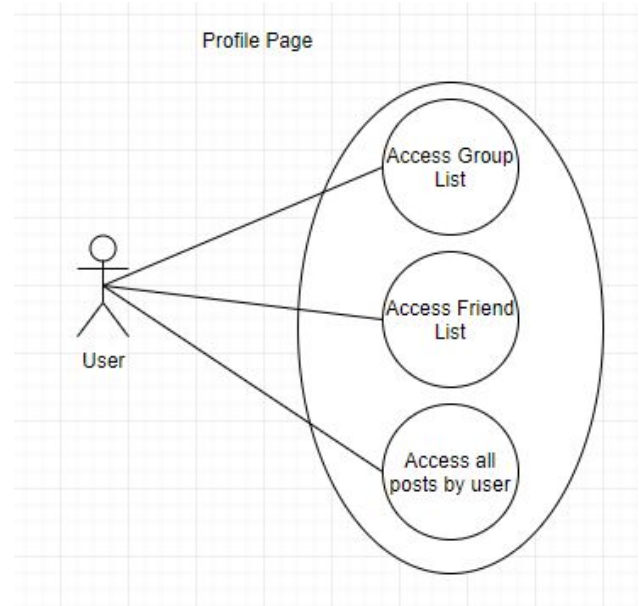 Profile Page
Access Group
List
Access Friend
List
User
Access all
posts by user